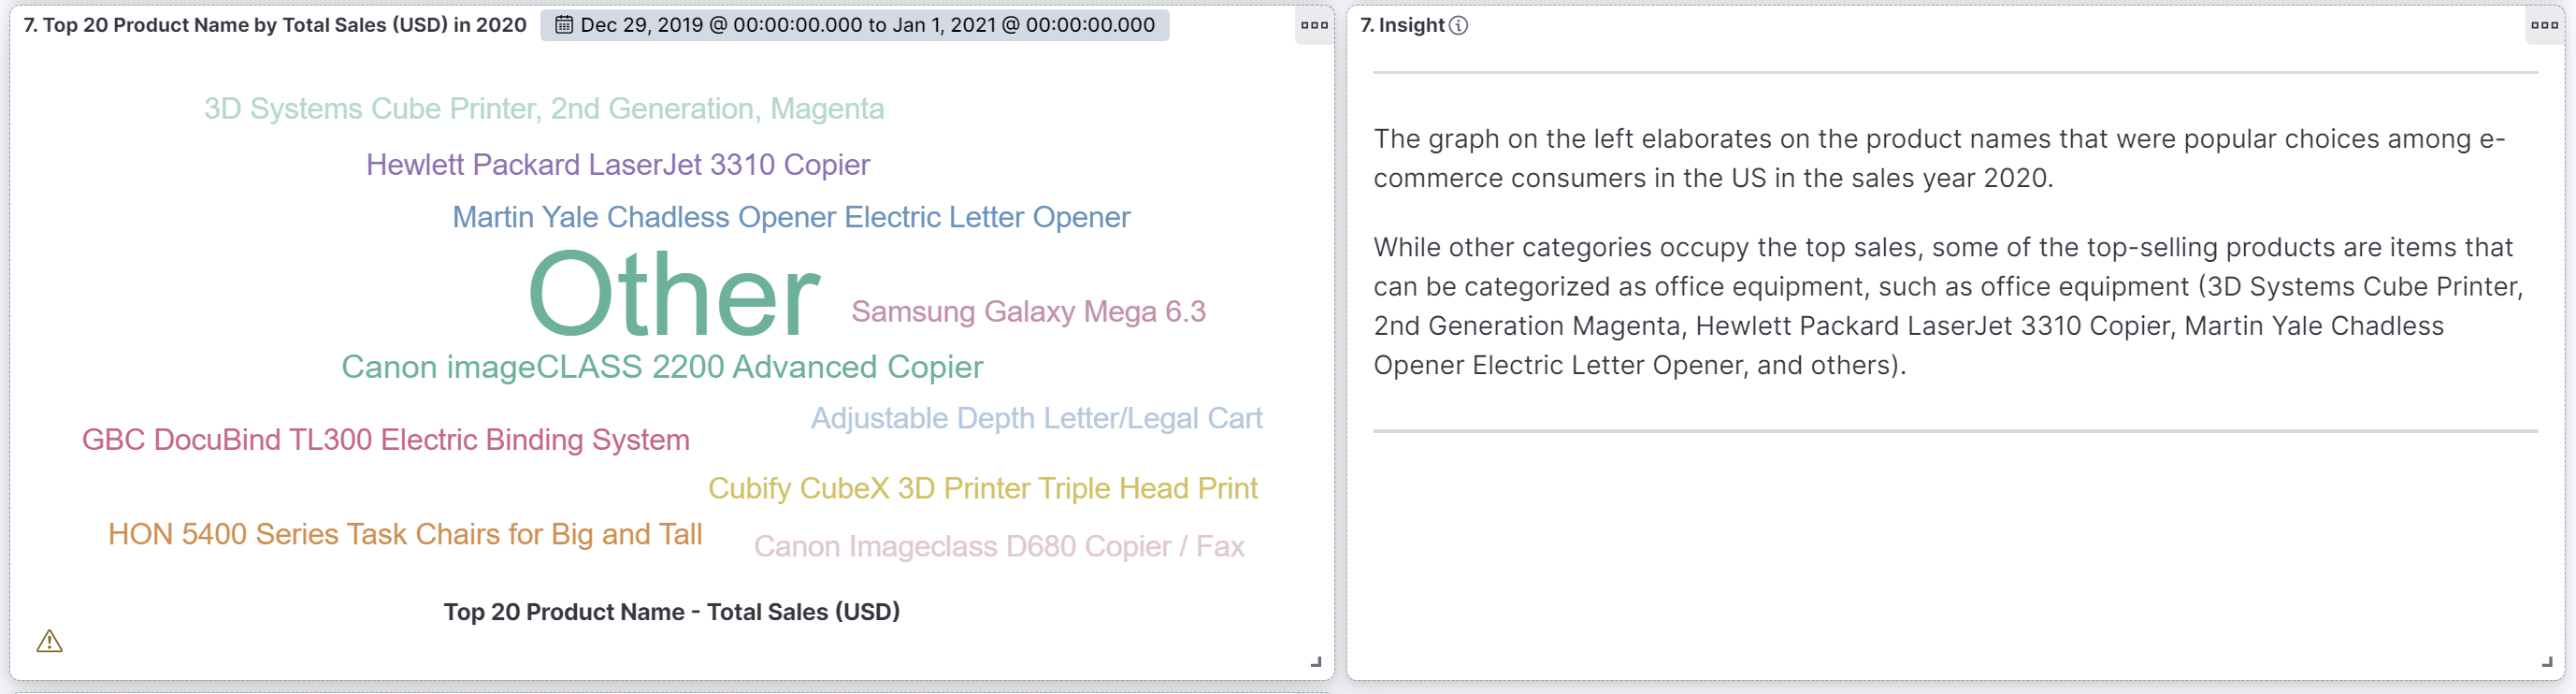 7. Top 20 Product Name by Total Sales (USD) in 2020
Dec 29, 2019 @ 00:00:00.000 to Jan 1, 2021 @ 00:00:00.000
3D Systems Cube Printer, 2nd Generation, Magenta
Hewlett Packard LaserJet 3310 Copier
Martin Yale Chadless Opener Electric Letter Opener
Other
Samsung Galaxy Mega 6.3
Canon imageCLASS 2200 Advanced Copier
Adjustable Depth Letter/Legal Cart
GBC DocuBind TL300 Electric Binding System
Cubify CubeX 3D Printer Triple Head Print
HON 5400 Series Task Chairs for Big and Tall
Canon Imageclass D680 Copier / Fax
Top 20 Product Name - Total Sales (USD)
7. Insight
The graph on the left elaborates on the product names that were popular choices among e-
commerce consumers in the US in the sales year 2020.
While other categories occupy the top sales, some of the top-selling products are items that
can be categorized as office equipment, such as office equipment (3D Systems Cube Printer,
2nd Generation Magenta, Hewlett Packard LaserJet 3310 Copier, Martin Yale Chadless
Opener Electric Letter Opener, and others).